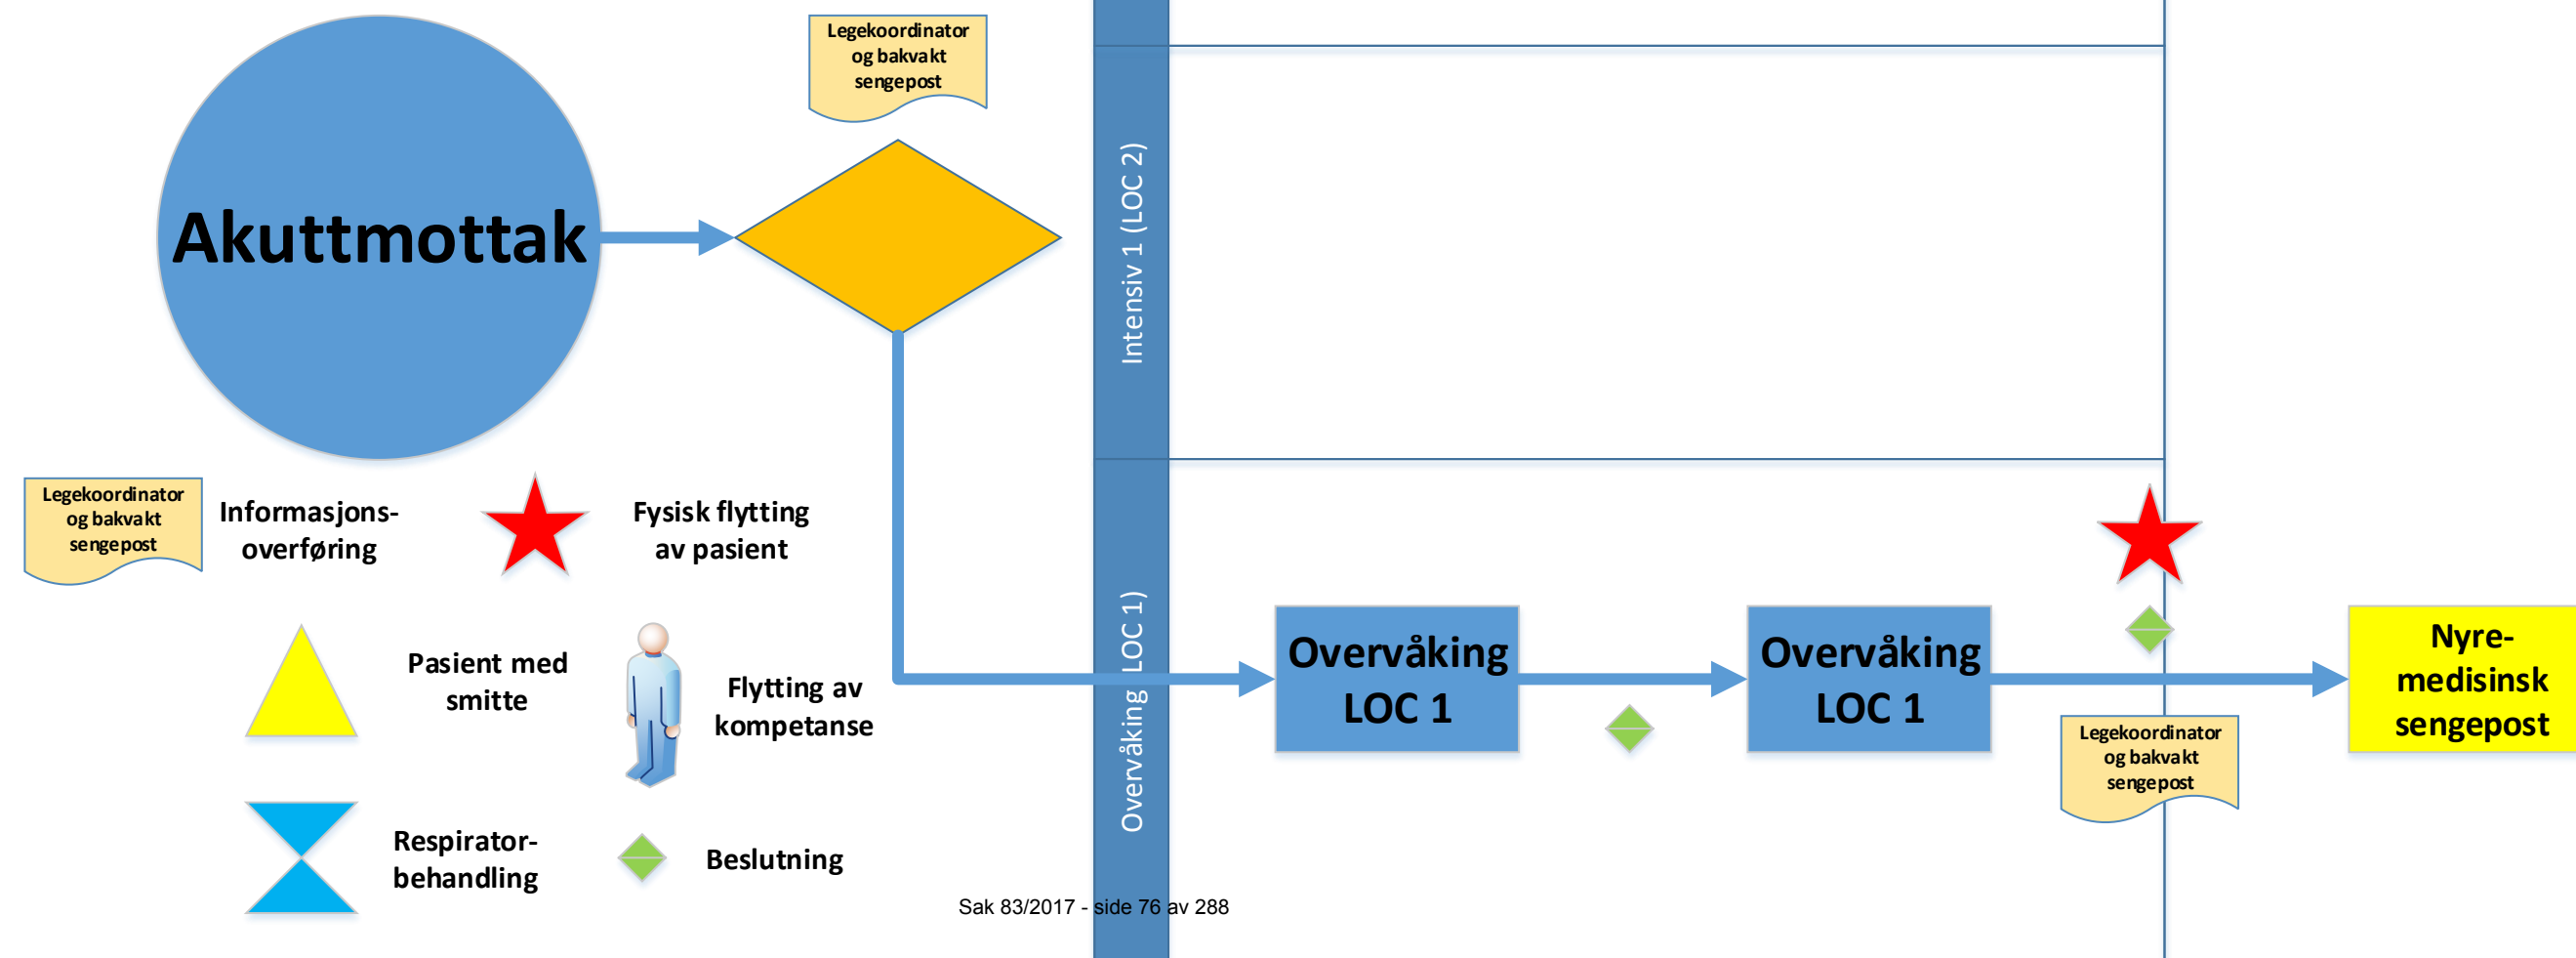 Legekoordinator
og bakvakt
sengepost
Akuttmottak
Intensiv 1 (LOC 2)
Legekoordinator
og bakvakt
sengepost
Informasjons-
overføring
Fysisk flytting
av pasient
Pasient med
smitte
Flytting av
kompetanse
Respirator-
behandling
Beslutning
Overvåking (LOC 1)
Overvåking
LOC 1
Overvåking
LOC 1
Nyre-
medisinsk
sengepost
Legekoordinator
og bakvakt
sengepost
Sak 83/2017 - side 76 av 288